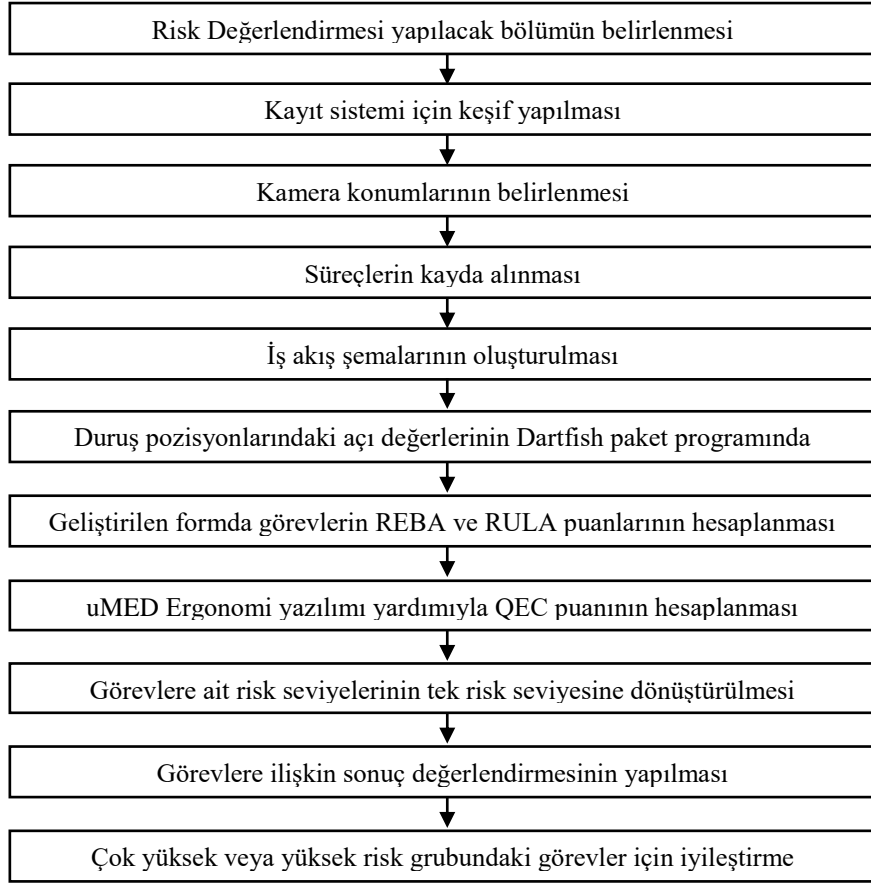 Risk Değerlendirmesi yapılacak bölümün belirlenmesi
Kayıt sistemi için keşif yapılması
Kamera konumlarının belirlenmesi
Süreçlerin kayda alınması
İş akış şemalarının oluşturulması
Duruş pozisyonlarındaki açı değerlerinin Dartfish paket programında
Geliştirilen formda görevlerin REBA ve RULA puanlarının hesaplanması
uMED Ergonomi yazılımı yardımıyla QEC puanının hesaplanması
Görevlere ait risk seviyelerinin tek risk seviyesine dönüştürülmesi
Görevlere ilişkin sonuç değerlendirmesinin yapılması
Çok yüksek veya yüksek risk grubundaki görevler için iyileştirme